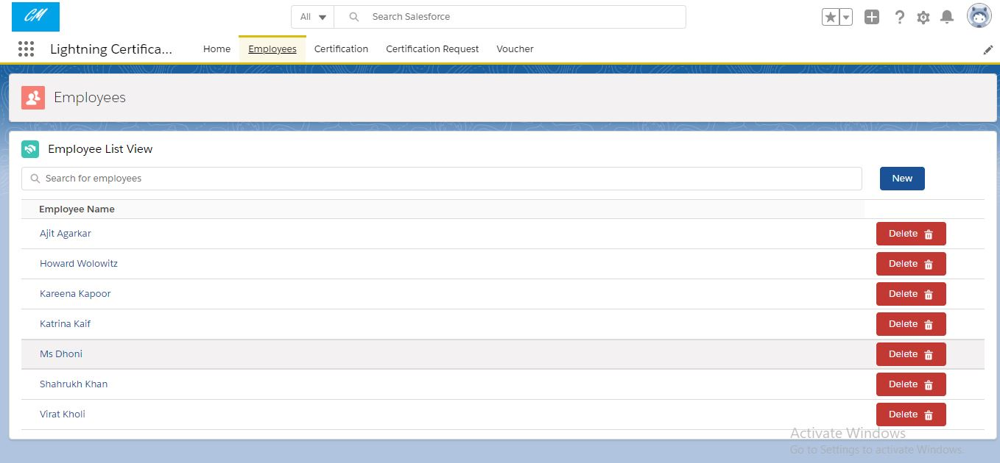 CM
All
Search Salesforce
Lightning Certifica...
Home
Employees
Certification
Certification Request
Voucher
Employees
Employee List View
Search for employees
New
Employee Name
Ajit Agarkar Delete
Howard Wolowitz Delete
Kareena Kapoor Delete
Katrina Kaif Delete
Ms Dhoni Delete
Shahrukh Khan Delete
Virat Kholi Delete
Activate Windows
Go to Settings to activate Windows.